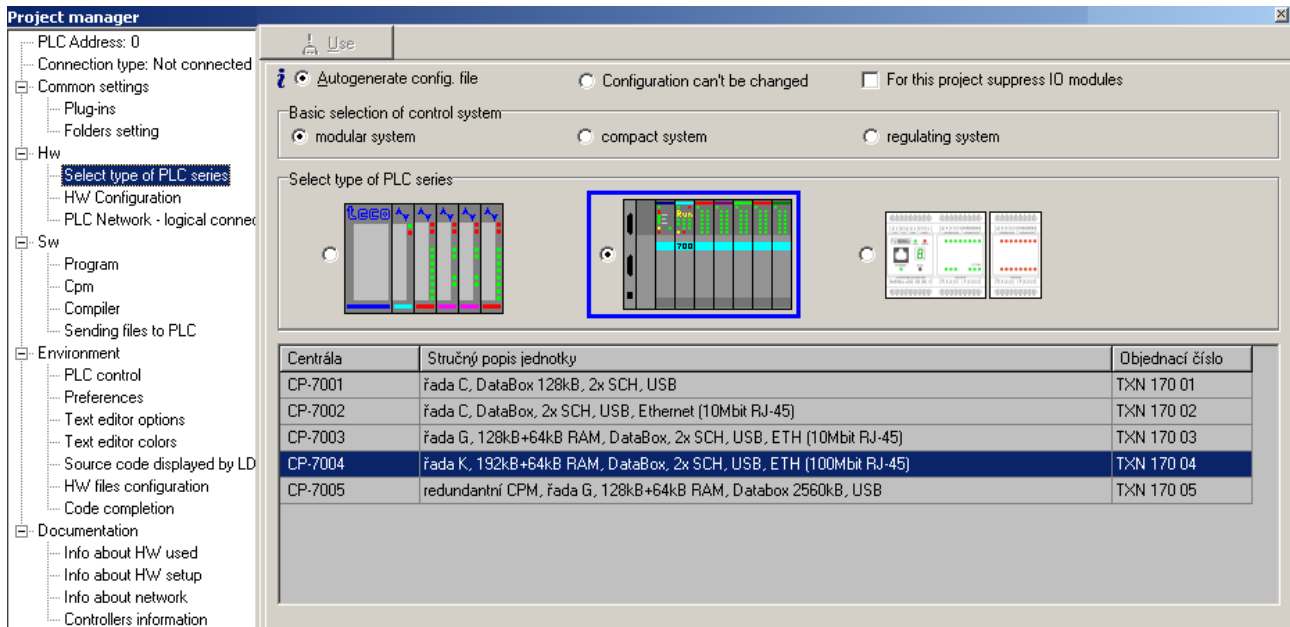 Project manager
PLC Address: 0
Connection type: Not connected
Common settings
Plug-ins
Folders setting
Hw
Select type of PLC series
HW Configuration
PLC Network - logical connec
Sw
Program
Cpm
Compiler
Sending files to PLC
Environment
PLC control
Preferences
Text editor options
Text editor colors
Source code displayed by LD
HW files configuration
Code completion
Documentation
Info about HW used
Info about HW setup
Info about network
Controllers information
Use
Autogenerate config. file Configuration can't be changed For this project suppress IO modules
Basic selection of control system
modular system compact system regulating system
Select type of PLC series
teco
Run
700
Centrála Stručný popis jednotky Objednací číslo
CP-7001 řada C, DataBox 128kB, 2x SCH, USB TXN 170 01
CP-7002 řada C, DataBox, 2x SCH, USB, Ethernet (10Mbit RJ-45) TXN 170 02
CP-7003 řada G, 128kB+64kB RAM, DataBox, 2x SCH, USB, ETH (10Mbit RJ-45) TXN 170 03
CP-7004 řada K, 192kB+64kB RAM, DataBox, 2x SCH, USB, ETH (100Mbit RJ-45) TXN 170 04
CP-7005 redundantní CPM, řada G, 128kB+64kB RAM, Databox 2560kB, USB TXN 170 05